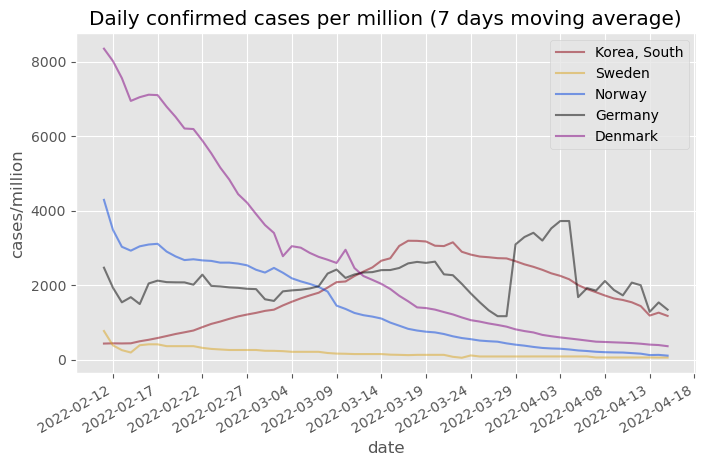 Daily confirmed cases per million (7 days moving average)
Korea, South
Sweden
Norway
Germany
Denmark
cases/million
8000
6000
4000
2000
0
2022-02-12
2022-02-17
2022-02-22
2022-02-27
2022-03-04
2022-03-09
2022-03-14
2022-03-19
2022-03-24
2022-03-29
2022-04-03
2022-04-08
2022-04-13
2022-04-18
date